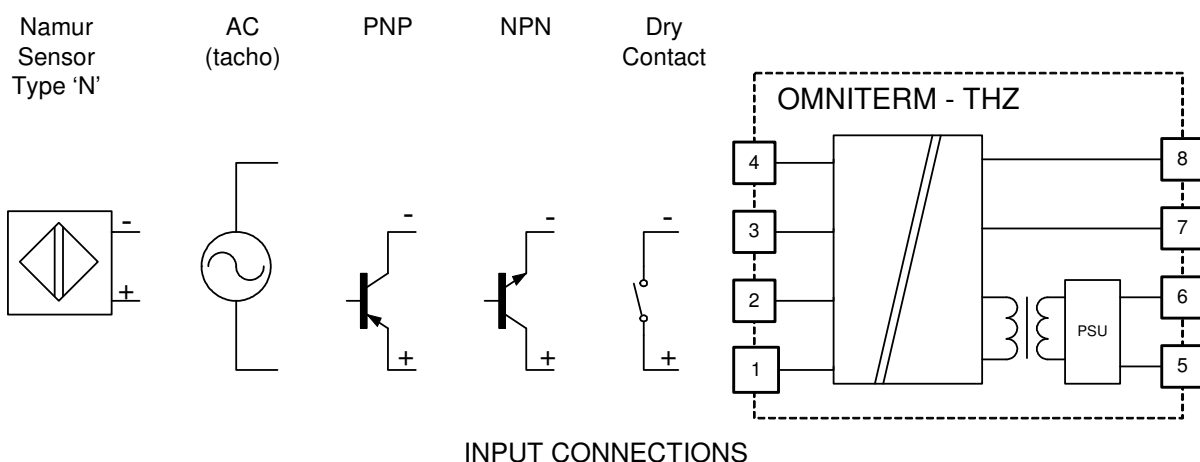 Namur
Sensor
Type ‘N’
AC
(tacho)
PNP
NPN
Dry
Contact
OMNITERM - THZ
4
3
2
1
8
7
6
5
PSU
-
+
-
+
-
+
-
+
INPUT CONNECTIONS